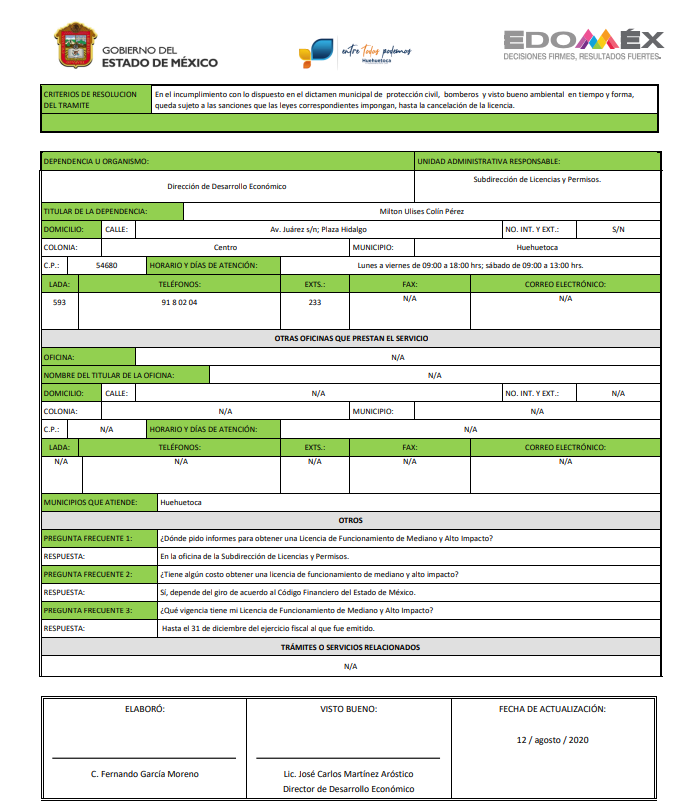 GOBIERNO DEL
ESTADO DE MÉXICO
entre Todos podemos
Huehuetoca
EDOMÉX
DECISIONES FIRMES, RESULTADOS FUERTES.
CRITERIOS DE RESOLUCION DEL TRAMITE
En el incumplimiento con lo dispuesto en el dictamen municipal de protección civil, bomberos y visto bueno ambiental en tiempo y forma,
queda sujeto a las sanciones que las leyes correspondientes impongan, hasta la cancelación de la licencia.
DEPENDENCIA U ORGANISMO: UNIDAD ADMINISTRATIVA RESPONSABLE:
Dirección de Desarrollo Económico Subdirección de Licencias y Permisos.
TITULAR DE LA DEPENDENCIA: Milton Ulises Colín Pérez
DOMICILIO: CALLE: Av. Juárez s/n; Plaza Hidalgo NO. INT. Y EXT.: S/N
COLONIA: Centro MUNICIPIO: Huehuetoca
C.P.: 54680 HORARIO Y DÍAS DE ATENCIÓN: Lunes a viernes de 09:00 a 18:00 hrs; sábado de 09:00 a 13:00 hrs.
LADA: TELÉFONOS: EXTS.: FAX: CORREO ELECTRÓNICO:
593 91 8 02 04 233 N/A N/A
OTRAS OFICINAS QUE PRESTAN EL SERVICIO
OFICINA: N/A
NOMBRE DEL TITULAR DE LA OFICINA: N/A
DOMICILIO: CALLE: N/A NO. INT. Y EXT.: N/A
COLONIA: N/A MUNICIPIO: N/A
C.P.: N/A HORARIO Y DÍAS DE ATENCIÓN: N/A
LADA: TELÉFONOS: EXTS.: FAX: CORREO ELECTRÓNICO:
N/A N/A N/A N/A N/A
MUNICIPIOS QUE ATIENDE: Huehuetoca
OTROS
PREGUNTA FRECUENTE 1: ¿Dónde pido informes para obtener una Licencia de Funcionamiento de Mediano y Alto Impacto?
RESPUESTA: En la oficina de la Subdirección de Licencias y Permisos.
PREGUNTA FRECUENTE 2: ¿Tiene algún costo obtener una licencia de funcionamiento de mediano y alto impacto?
RESPUESTA: Sí, depende del giro de acuerdo al Código Financiero del Estado de México.
PREGUNTA FRECUENTE 3: ¿Qué vigencia tiene mi Licencia de Funcionamiento de Mediano y Alto Impacto?
RESPUESTA: Hasta el 31 de diciembre del ejercicio fiscal al que fue emitido.
TRÁMITES O SERVICIOS RELACIONADOS
N/A
ELABORÓ: VISTO BUENO: FECHA DE ACTUALIZACIÓN:
12 / agosto / 2020
C. Fernando García Moreno Lic. José Carlos Martínez Aróstico
Director de Desarrollo Económico